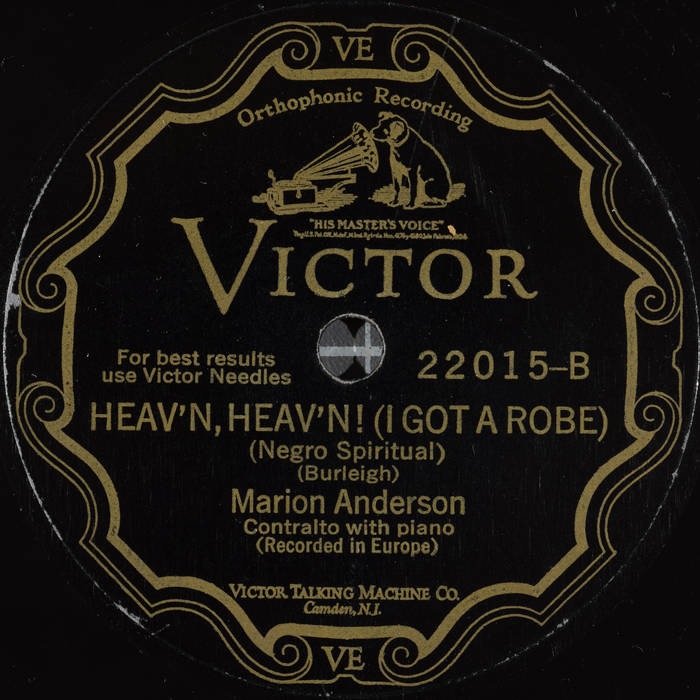 VE
Orthophonic Recording
"HIS MASTER'S VOICE"
VICTOR
For best results
use Victor Needles
22015-B
HEAV'N, HEAV'N! (I GOT A ROBE)
(Negro Spiritual)
(Burleigh)
Marion Anderson
Contralto with piano
(Recorded in Europe)
VICTOR TALKING MACHINE CO.
Camden, N.J.
VE